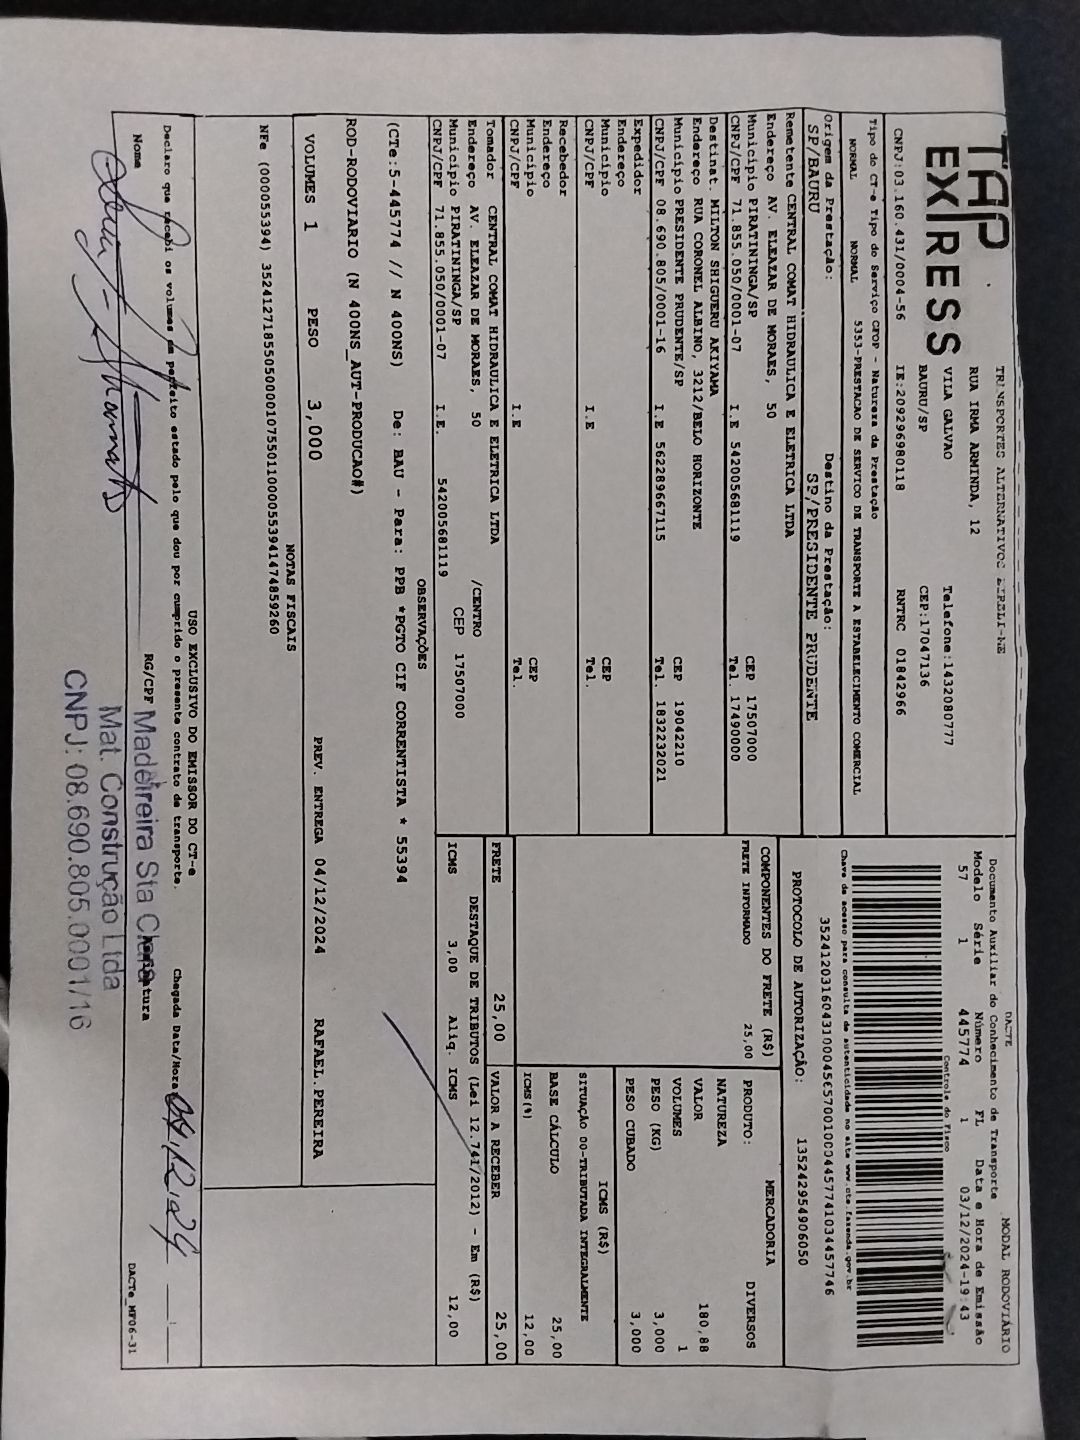 TAP
EXPRESS
TRANSPORTES ALTERNATIVOS EIRELI-ME
RUA IRMA ARMINDA, 12
VILA GALVAO Telefone:1432080777
BAURU/SP CEP:17047136
CNPJ:03.160.431/0004-56 IE:209296980118 RNTRC 01842966
DACTE MODAL RODOVIÁRIO
Documento Auxiliar do Conhecimento de Transporte
Modelo Série Número FL Data e Hora de Emissão
57 1 445774 1 03/12/2024-19:43
Controle do Fisco
Chave de acesso para consulta de autenticidade no site www.cte.fazenda.gov.br
PROTOCOLO DE AUTORIZAÇÃO: 135242954906050
Tipo do CT-e Tipo do Serviço CFOP - Natureza da Prestação
NORMAL NORMAL 5353-PRESTACAO DE SERVICO DE TRANSPORTE A ESTABELECIMENTO COMERCIAL
Origem da Prestação: Destino da Prestação:
SP/BAURU SP/PRESIDENTE PRUDENTE
Remetente CENTRAL COMAT HIDRAULICA E ELETRICA LTDA
Endereço AV. ELEAZAR DE MORAES, 50
Município PIRATININGA/SP CEP 17507000
CNPJ/CPF 71.855.050/0001-07 I.E 542005681119 Tel. 17490000
Destinat. MILTON SHIGUERU AKIYAMA
Endereço RUA CORONEL ALBINO, 3212/BELO HORIZONTE
Município PRESIDENTE PRUDENTE/SP CEP 19042210
CNPJ/CPF 08.690.805/0001-16 I.E 562289667115 Tel. 1832232021
Expedidor
Endereço
Município CEP
CNPJ/CPF I.E Tel.
Recebedor
Endereço
Município CEP
CNPJ/CPF I.E Tel.
Tomador CENTRAL COMAT HIDRAULICA E ELETRICA LTDA
Endereço AV. ELEAZAR DE MORAES, 50 /CENTRO
Município PIRATININGA/SP CEP 17507000
CNPJ/CPF 71.855.050/0001-07 I.E. 542005681119
COMPONENTES DO FRETE (R$)
FRETE INFORMADO 25,00
MERCADORIA
PRODUTO: DIVERSOS
NATUREZA
VALOR 180,88
VOLUMES 1
PESO (KG) 3,000
PESO CUBADO 3,000
ICMS (R$)
SITUAÇÃO 00-TRIBUTADA INTEGRALMENTE
BASE CÁLCULO 25,00
ICMS(%) 12,00
FRETE 25,00 VALOR A RECEBER 25,00
DESTAQUE DE TRIBUTOS (Lei 12.741/2012) - Em (R$)
ICMS 3,00 Aliq. ICMS 12,00
OBSERVAÇÕES
(CTe:5-445774 // N 400NS) De: BAU - Para: PPB *PGTO CIF CORRENTISTA * 55394
ROD-RODOVIARIO (N 400NS_AUT-PRODUCAO#)
VOLUMES 1 PESO 3,000 PREV. ENTREGA 04/12/2024 RAFAEL.PEREIRA
NOTAS FISCAIS
NFe (000055394)
USO EXCLUSIVO DO EMISSOR DO CT-e
Declaro que recebi os volumes em perfeito estado pelo que dou por cumprido o presente contrato de transporte. Chegada Data/Hora 04.12.24
Nome RG/CPF
Madeireira Sta Clara
Mat. Construção Ltda
CNPJ: 08.690.805.0001/16
DACTe_MF06-31